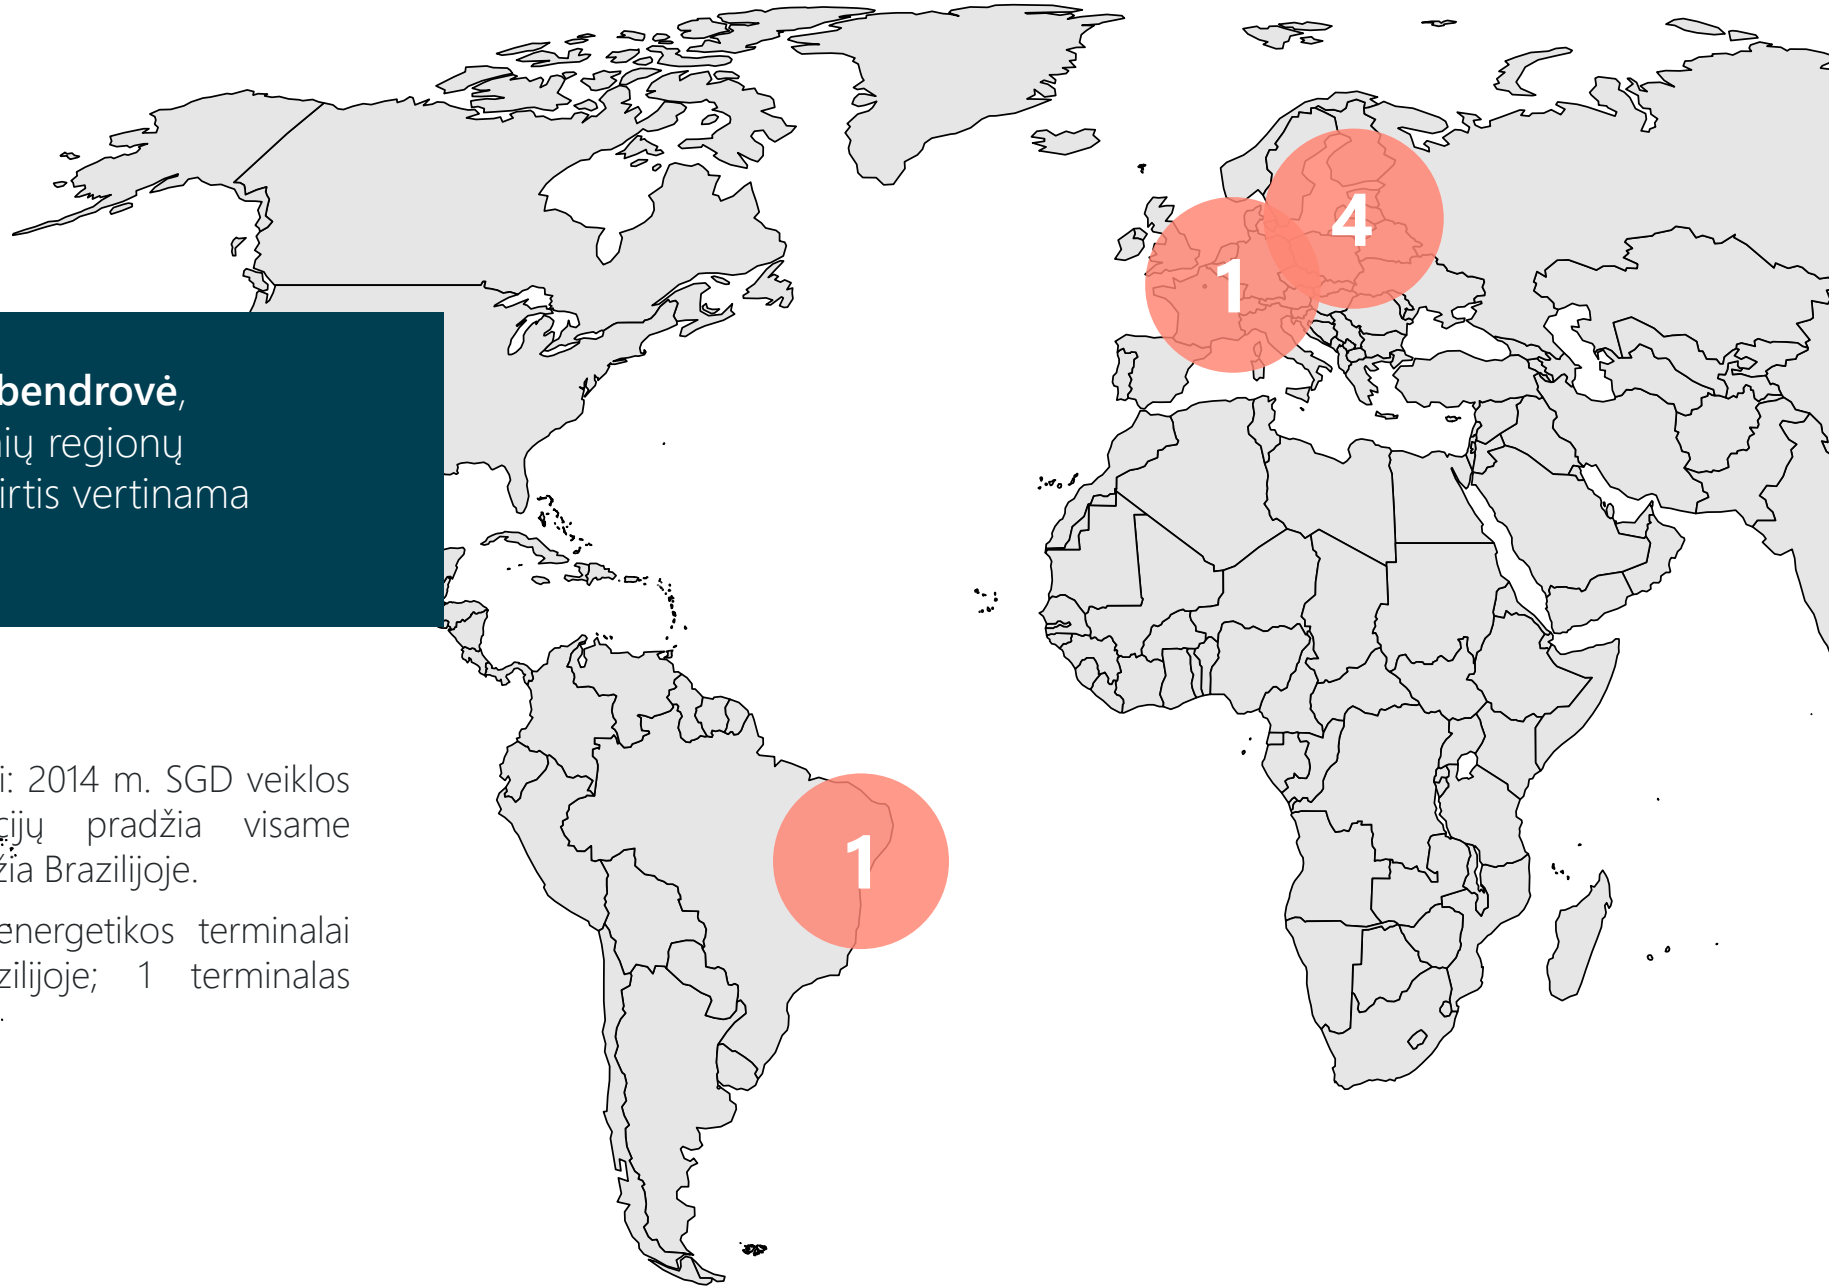 bendrovė,
ių regionų
irtis vertinama
i: 2014 m. SGD veiklos
cijų pradžia visame
žia Brazilijoje.
energetikos terminalai
zilijoje; 1 terminalas
.
4
1
1